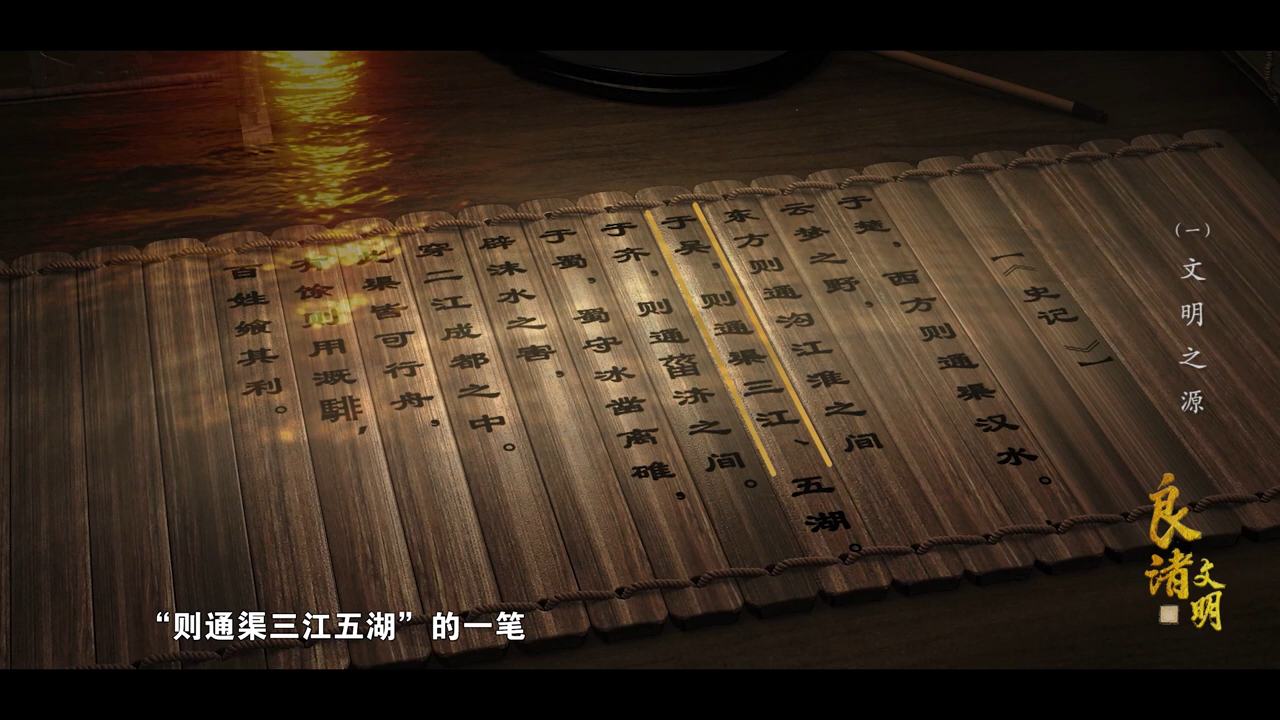 【《史记》】
于楚，西方则通渠汉水。
云梦之野，
东方则通沟江淮之间
于吴，则通渠三江、五湖。
于齐，则通菑济之间。
于蜀，蜀守冰凿离碓，
辟沫水之害，
穿二江成都之中。
此渠皆可行舟，
有馀则用溉，
百姓飨其利。
（一）文明之源
良渚文明
“则通渠三江五湖”的一笔